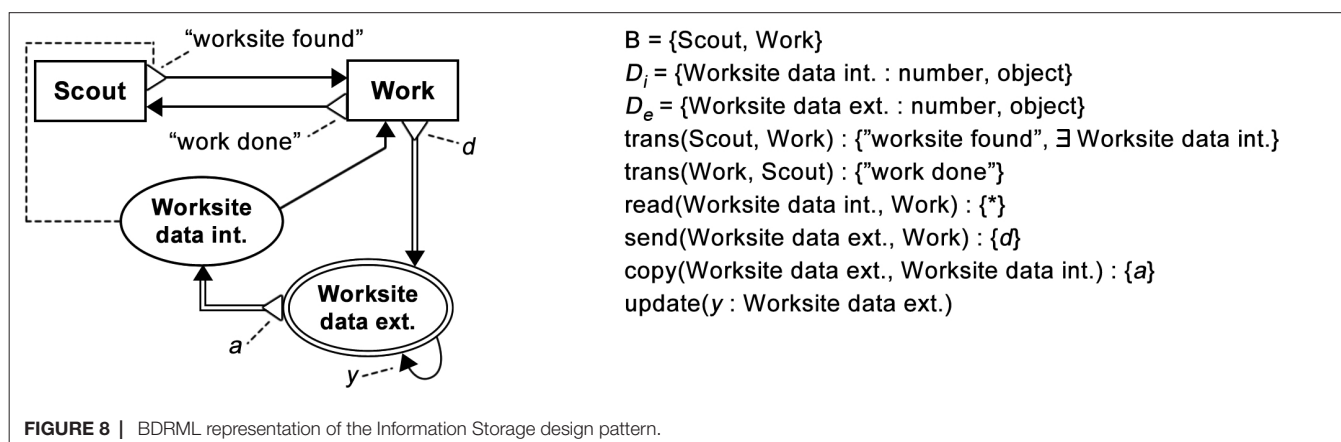 "worksite found"
Scout
Work
"work done"
d
Worksite
data int.
Worksite
data ext.
a
y
B = {Scout, Work}
D_i = {Worksite data int. : number, object}
D_e = {Worksite data ext. : number, object}
trans(Scout, Work) : {"worksite found", ∃ Worksite data int.}
trans(Work, Scout) : {"work done"}
read(Worksite data int., Work) : {*}
send(Worksite data ext., Work) : {d}
copy(Worksite data ext., Worksite data int.) : {a}
update(y : Worksite data ext.)
FIGURE 8 | BDRML representation of the Information Storage design pattern.